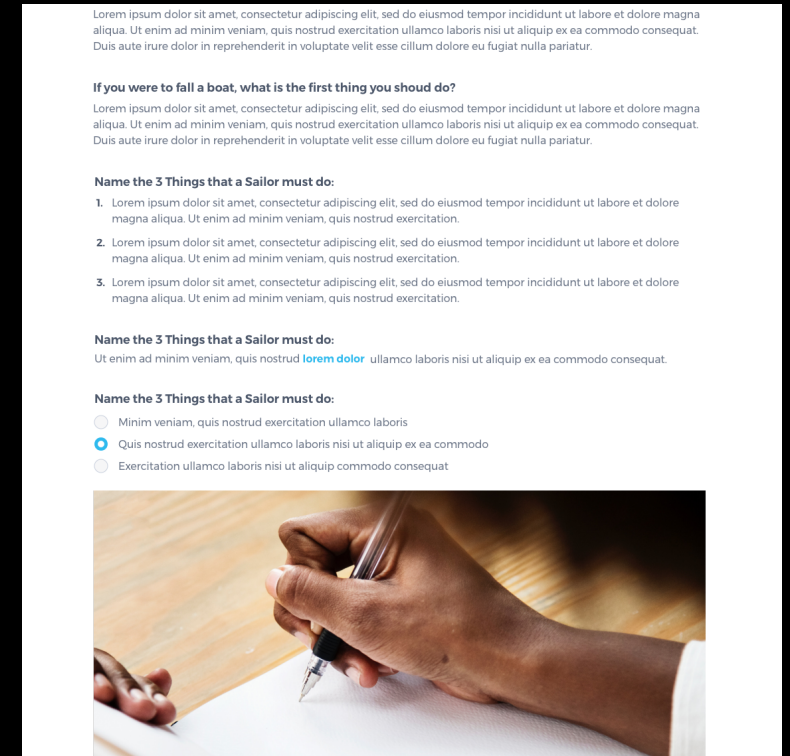 Lorem ipsum dolor sit amet, consectetur adipiscing elit, sed do eiusmod tempor incididunt ut labore et dolore magna
aliqua. Ut enim ad minim veniam, quis nostrud exercitation ullamco laboris nisi ut aliquip ex ea commodo consequat.
Duis aute irure dolor in reprehenderit in voluptate velit esse cillum dolore eu fugiat nulla pariatur.
If you were to fall a boat, what is the first thing you shoud do?
Lorem ipsum dolor sit amet, consectetur adipiscing elit, sed do eiusmod tempor incididunt ut labore et dolore magna
aliqua. Ut enim ad minim veniam, quis nostrud exercitation ullamco laboris nisi ut aliquip ex ea commodo consequat.
Duis aute irure dolor in reprehenderit in voluptate velit esse cillum dolore eu fugiat nulla pariatur.
Name the 3 Things that a Sailor must do:
1. Lorem ipsum dolor sit amet, consectetur adipiscing elit, sed do eiusmod tempor incididunt ut labore et dolore
magna aliqua. Ut enim ad minim veniam, quis nostrud exercitation.
2. Lorem ipsum dolor sit amet, consectetur adipiscing elit, sed do eiusmod tempor incididunt ut labore et dolore
magna aliqua. Ut enim ad minim veniam, quis nostrud exercitation.
3. Lorem ipsum dolor sit amet, consectetur adipiscing elit, sed do eiusmod tempor incididunt ut labore et dolore
magna aliqua. Ut enim ad minim veniam, quis nostrud exercitation.
Name the 3 Things that a Sailor must do:
Ut enim ad minim veniam, quis nostrud lorem dolor ullamco laboris nisi ut aliquip ex ea commodo consequat.
Name the 3 Things that a Sailor must do:
Minim veniam, quis nostrud exercitation ullamco laboris
Quis nostrud exercitation ullamco laboris nisi ut aliquip ex ea commodo
Exercitation ullamco laboris nisi ut aliquip commodo consequat